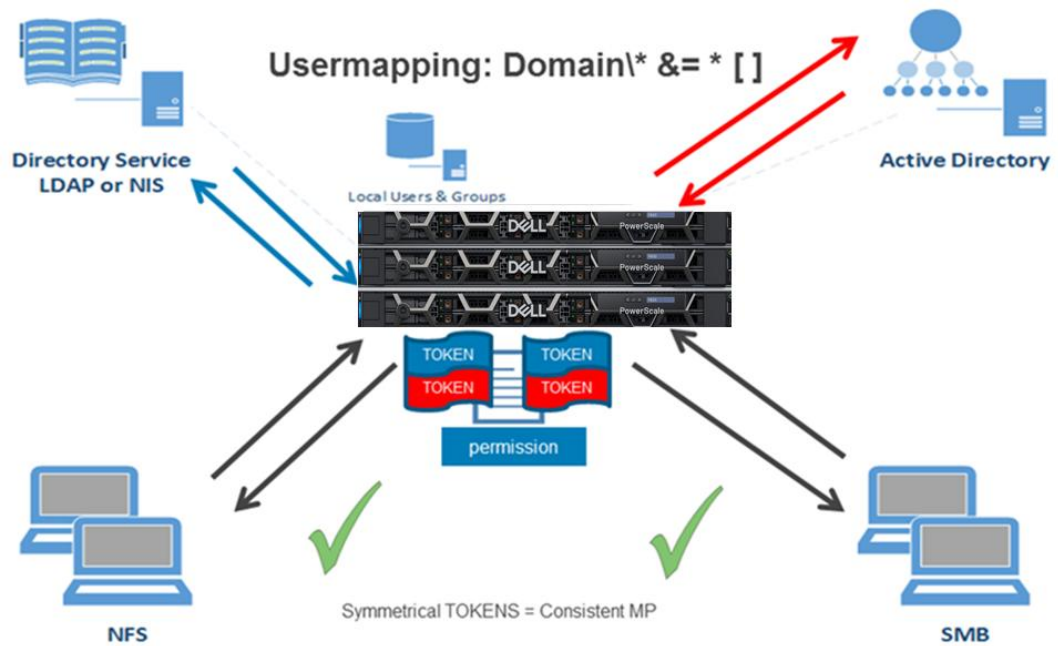 Usermapping: Domain\* &= * [ ]
Directory Service
LDAP or NIS
Local Users & Groups
Active Directory
DELL PowerScale
DELL PowerScale
DELL PowerScale
TOKEN TOKEN
TOKEN TOKEN
permission
Symmetrical TOKENS = Consistent MP
NFS
SMB